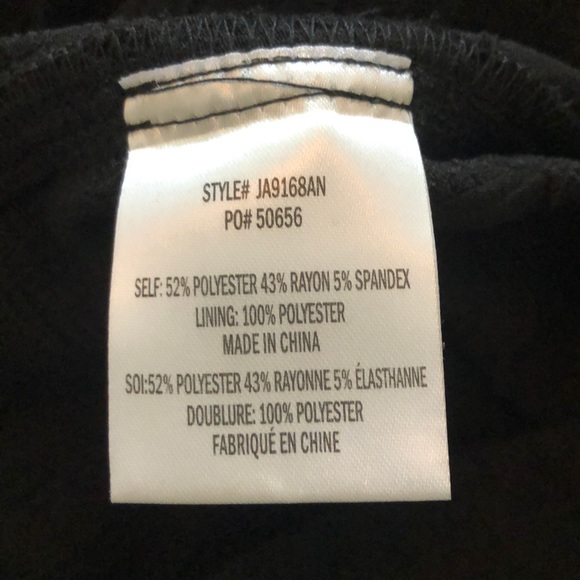 STYLE# JA9168AN
PO# 50656
SELF: 52% POLYESTER 43% RAYON 5% SPANDEX
LINING: 100% POLYESTER
MADE IN CHINA
SOI:52% POLYESTER 43% RAYONNE 5% ÉLASTHANNE
DOUBLURE: 100% POLYESTER
FABRIQUÉ EN CHINE